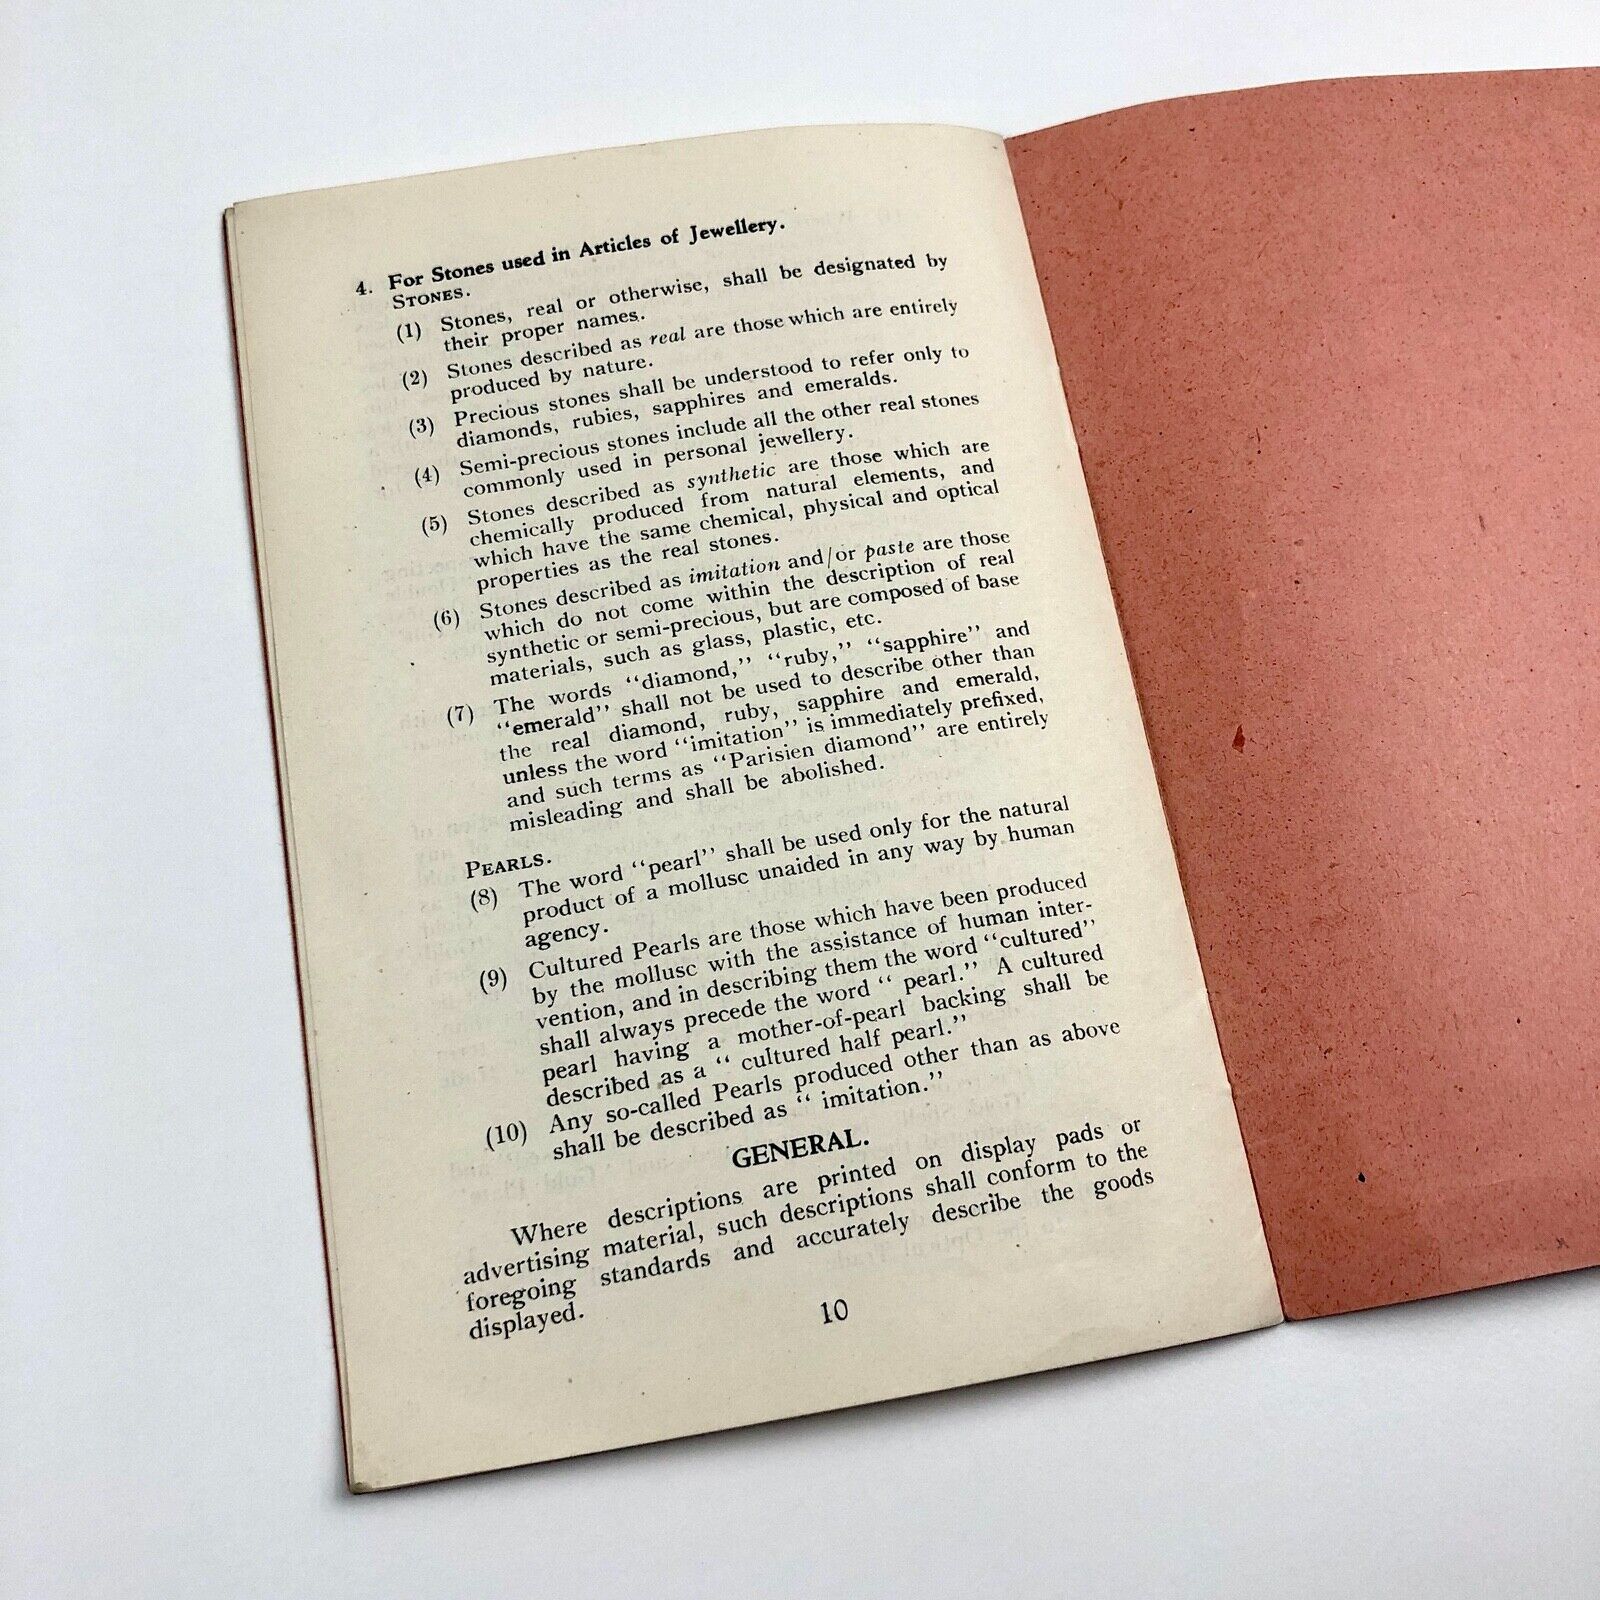 4. For Stones used in Articles of Jewellery.
STONES.
(1) Stones, real or otherwise, shall be designated by
their proper names.
(2) Stones described as real are those which are entirely
produced by nature.
(3) Precious stones shall be understood to refer only to
diamonds, rubies, sapphires and emeralds.
(4) Semi-precious stones include all the other real stones
commonly used in personal jewellery.
(5) Stones described as synthetic are those which are
chemically produced from natural elements, and
which have the same chemical, physical and optical
properties as the real stones.
(6) Stones described as imitation and/or paste are those
which do not come within the description of real
synthetic or semi-precious, but are composed of base
materials, such as glass, plastic, etc.
(7) The words “diamond,” “ruby,” “sapphire” and
“emerald” shall not be used to describe other than
the real diamond, ruby, sapphire and emerald,
unless the word “imitation” is immediately prefixed,
and such terms as “Parisien diamond” are entirely
misleading and shall be abolished.
PEARLS.
(8) The word “pearl” shall be used only for the natural
product of a mollusc unaided in any way by human
agency.
(9) Cultured Pearls are those which have been produced
by the mollusc with the assistance of human inter-
vention, and in describing them the word “cultured”
shall always precede the word “ pearl.” A cultured
pearl having a mother-of-pearl backing shall be
described as a “ cultured half pearl.”
(10) Any so-called Pearls produced other than as above
shall be described as “ imitation.”
GENERAL.
Where descriptions are printed on display pads or
advertising material, such descriptions shall conform to the
foregoing standards and accurately describe the goods
displayed.
10